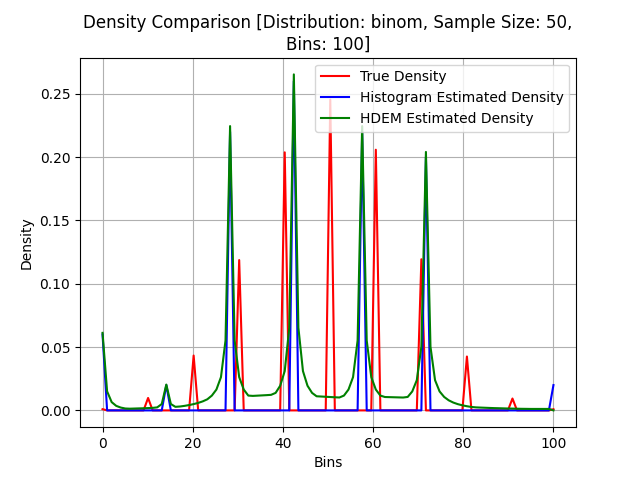 Density Comparison [Distribution: binom, Sample Size: 50,
Bins: 100]
True Density
Histogram Estimated Density
HDEM Estimated Density
Density
0.25
0.20
0.15
0.10
0.05
0.00
0 20 40 60 80 100
Bins